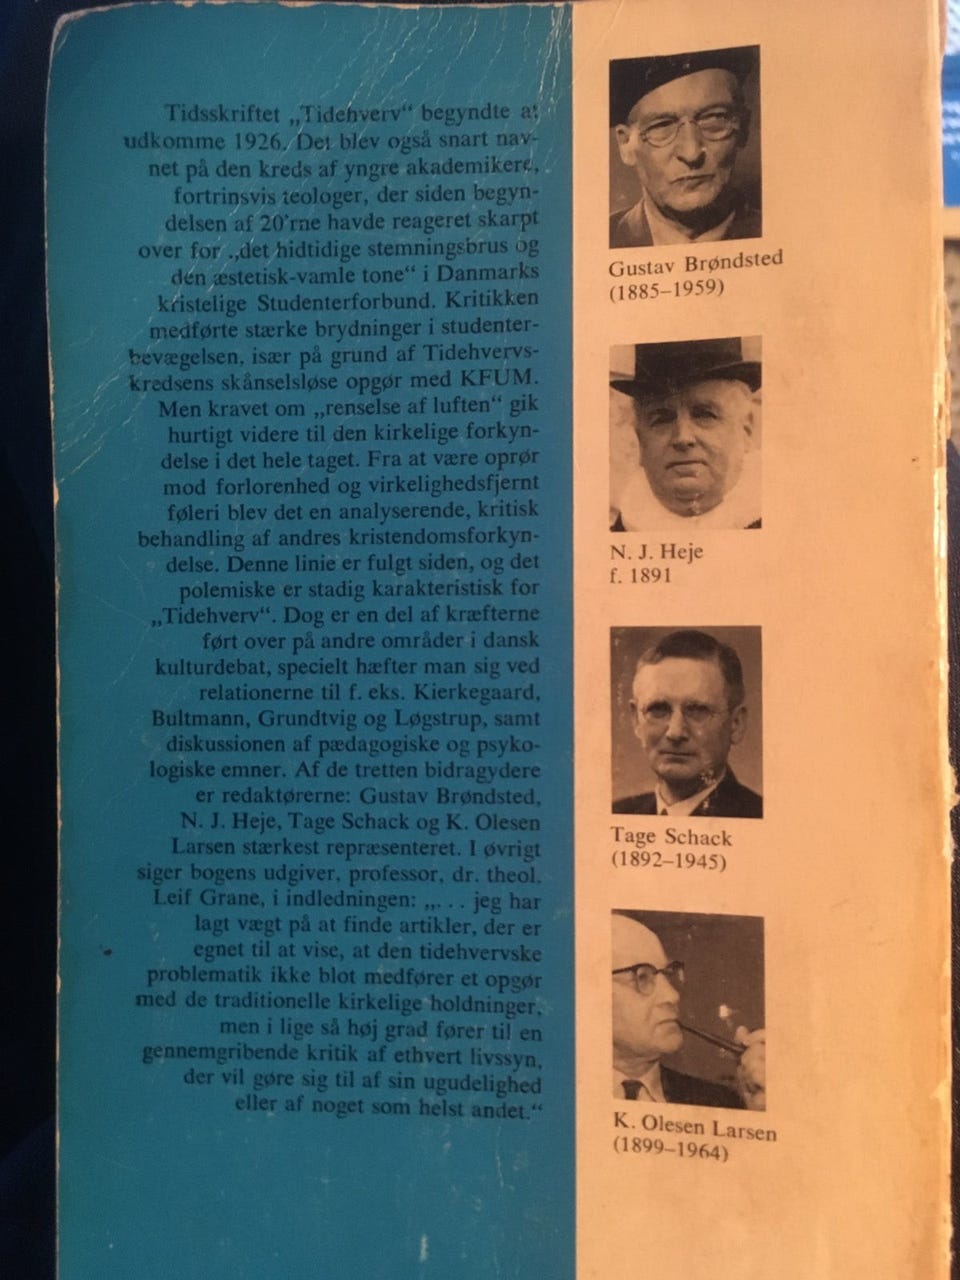 Tidsskriftet „Tidehverv“ begyndte at
udkomme 1926. Det blev også snart nav-
net på den kreds af yngre akademikere,
fortrinsvis teologer, der siden begyn-
delsen af 20'rne havde reageret skarpt
over for „det hidtidige stemningsbrus og
den æstetisk-vamle tone“ i Danmarks
kristelige Studenterforbund. Kritikken
medførte stærke brydninger i studenter-
bevægelsen, især på grund af Tidehvervs-
kredsens skånselsløse opgør med KFUM.
Men kravet om „renselse af luften“ gik
hurtigt videre til den kirkelige forkyn-
delse i det hele taget. Fra at være oprør
mod forlorenhed og virkelighedsfjernt
føleri blev det en analyserende, kritisk
behandling af andres kristendomsforkyn-
delse. Denne linie er fulgt siden, og det
polemiske er stadig karakteristisk for
„Tidehverv“. Dog er en del af kræfterne
ført over på andre områder i dansk
kulturdebat, specielt hæfter man sig ved
relationerne til f. eks. Kierkegaard,
Bultmann, Grundtvig og Løgstrup, samt
diskussionen af pædagogiske og psyko-
logiske emner. Af de tretten bidragydere
er redaktørerne: Gustav Brøndsted,
N. J. Heje, Tage Schack og K. Olesen
Larsen stærkest repræsenteret. I øvrigt
siger bogens udgiver, professor, dr. theol.
Leif Grane, i indledningen: „. . . jeg har
lagt vægt på at finde artikler, der er
egnet til at vise, at den tidehvervske
problematik ikke blot medfører et opgør
med de traditionelle kirkelige holdninger,
men i lige så høj grad fører til en
gennemgribende kritik af ethvert livssyn,
der vil gøre sig til af sin ugudelighed
eller af noget som helst andet.“
Gustav Brøndsted
(1885–1959)
N. J. Heje
f. 1891
Tage Schack
(1892–1945)
K. Olesen Larsen
(1899–1964)